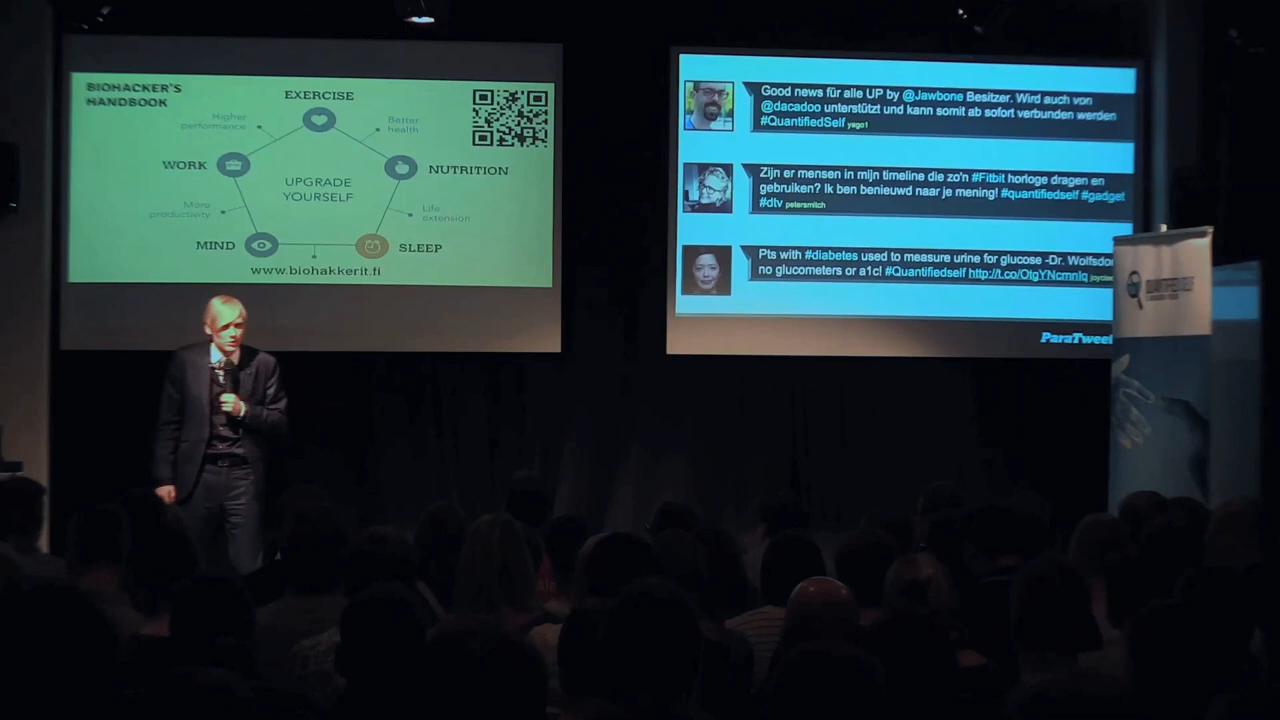 BIOHACKER'S
HANDBOOK
EXERCISE
Higher
performance
Better
health
WORK
NUTRITION
UPGRADE
YOURSELF
More
productivity
Life
extension
MIND
SLEEP
www.biohakkerit.fi
Good news für alle UP by @Jawbone Besitzer. Wird auch von
@dacadoo unterstützt und kann somit ab sofort verbunden werden
#QuantifiedSelf yago1
Zijn er mensen in mijn timeline die zo'n #Fitbit horloge dragen en
gebruiken? Ik ben benieuwd naar je mening! #quantifiedself #gadget
#dtv petersmitch
Pts with #diabetes used to measure urine for glucose -Dr. Wolfsdor
no glucometers or a1c! #Quantifiedself
ParaTweet
QUANTIFIED SELF